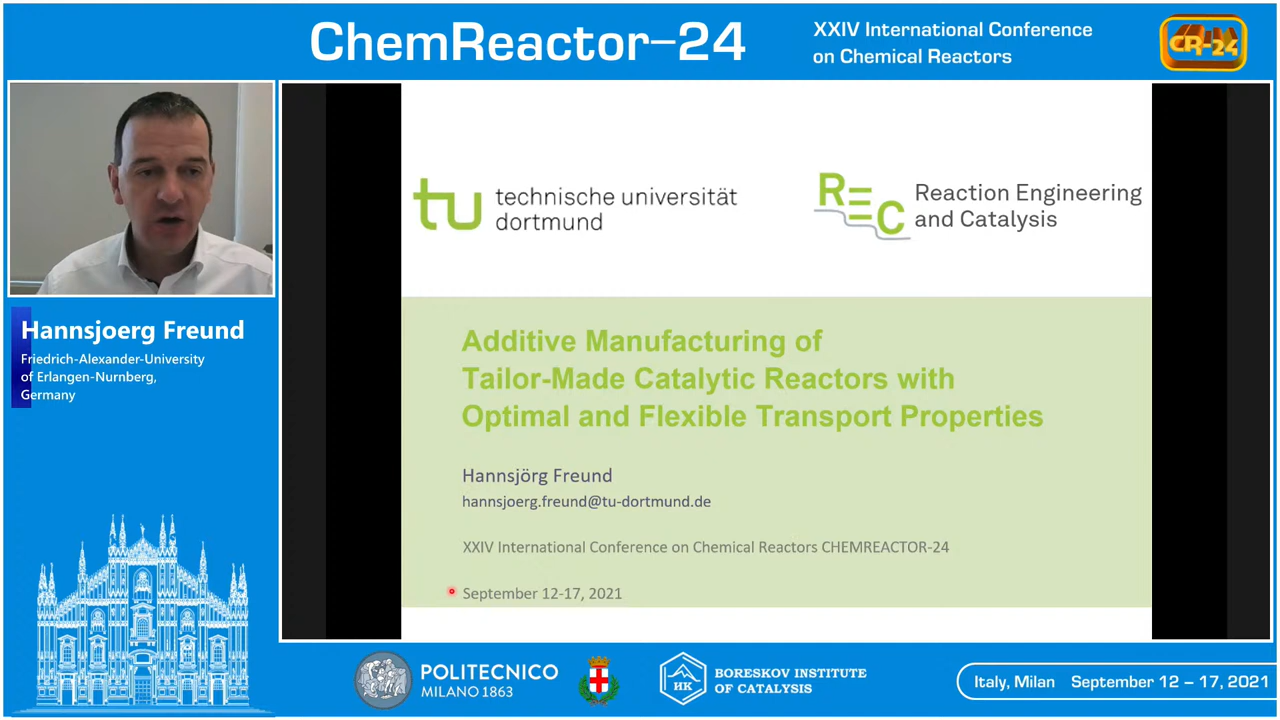 ChemReactor-24
XXIV International Conference
on Chemical Reactors
CR-24
tu technische universität
dortmund
REC Reaction Engineering
and Catalysis
Hannsjoerg Freund
Friedrich-Alexander-University
of Erlangen-Nurnberg,
Germany
Additive Manufacturing of
Tailor-Made Catalytic Reactors with
Optimal and Flexible Transport Properties
Hannsjörg Freund
hannsjoerg.freund@tu-dortmund.de
XXIV International Conference on Chemical Reactors CHEMREACTOR-24
September 12-17, 2021
POLITECNICO
MILANO 1863
НК
BORESKOV INSTITUTE
OF CATALYSIS
Italy, Milan September 12 – 17, 2021